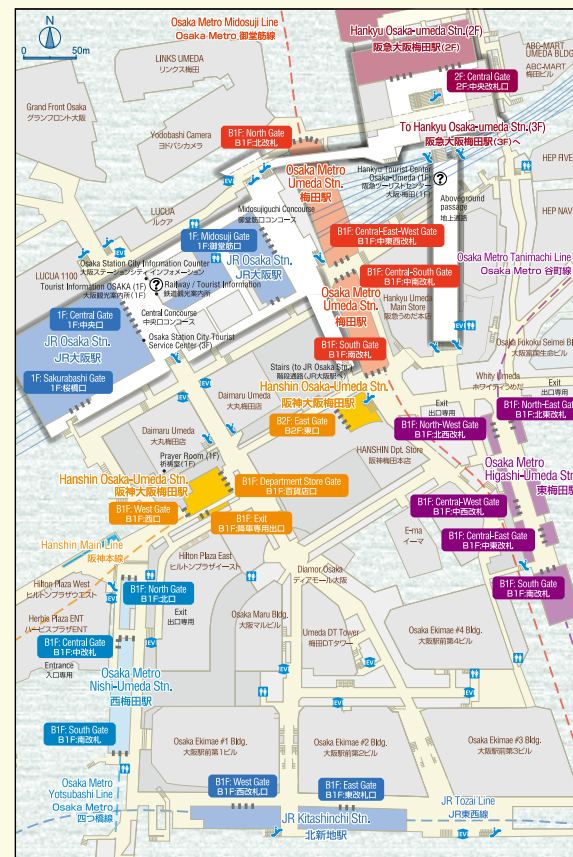 Osaka Metro Midosuji Line
Osaka Metro 御堂筋線
N
0 50m
Hankyu Osaka-umeda Stn.(2F)
阪急大阪梅田駅(2F)
ABC-MART
UMEDA BLDG
ABC-MART
梅田ビル
LINKS UMEDA
リンクス梅田
2F: Central Gate
2F:中央改札口
Grand Front Osaka
グランフロント大阪
Yodobashi Camera
ヨドバシカメラ
B1F: North Gate
B1F:北改札
To Hankyu Osaka-umeda Stn.(3F)
阪急大阪梅田駅(3F)へ
HEP FIVE
Osaka Metro
Umeda Stn.
梅田駅
Hankyu Tourist Center
Osaka-Umeda (1F)
阪急ツーリストセンター
大阪・梅田(1F)
?
Aboveground
passage
地上通路
EV
HEP NAV
LUCUA
ルクア
Midosujiguchi Concourse
御堂筋口コンコース
1F: Midosuji Gate
1F:御堂筋口
B1F: Central-East-West Gate
B1F:中東西改札
EV
Osaka Station City Information Counter
大阪ステーションシティインフォメーション
JR Osaka Stn.
JR大阪駅
Osaka Metro Tanimachi Line
Osaka Metro 谷町線
LUCUA 1100
Tourist Information OSAKA (1F)
大阪観光案内所(1F)
?
Railway / Tourist Information
鉄道観光案内所
B1F: Central-South Gate
B1F:中南改札
Osaka Metro
Umeda Stn.
梅田駅
Hankyu Umeda
Main Store
阪急うめだ本店
1F: Central Gate
1F:中央口
Central Concourse
中央口コンコース
EV
JR Osaka Stn.
JR大阪駅
Osaka Station City Tourist
Service Center (3F)
B1F: South Gate
B1F:南改札
Osaka Fukoku Seimei B
大阪富国生命ビル
Stairs (to JR Osaka Stn.)
階段通路(JR大阪駅へ)
1F: Sakurabashi Gate
1F:桜橋口
Hanshin Osaka-Umeda Stn.
阪神大阪梅田駅
Whity Umeda
ホワイティうめだ
Exit
出口専用
Daimaru Umeda
大丸梅田店
B2F: East Gate
B2F:東口
Exit
出口専用
B1F: North-East Gate
B1F:北東改札
B1F: North-West Gate
B1F:北西改札
Daimaru Umeda
大丸梅田店
HANSHIN Dpt. Store
阪神梅田本店
Prayer Room (1F)
祈祷室(1F)
Osaka Metro
Higashi-Umeda Stn.
東梅田駅
Hanshin Osaka-Umeda Stn.
阪神大阪梅田駅
B1F: Department Store Gate
B1F:百貨店口
B1F: Central-West Gate
B1F:中西改札
B1F: West Gate
B1F:西口
B1F: Exit
B1F:降車専用出口
E-ma
イーマ
B1F: Central-East Gate
B1F:中東改札
Hanshin Main Line
阪神本線
Hilton Plaza East
ヒルトンプラザイースト
Diamor Osaka
ディアモール大阪
B1F: South Gate
B1F:南改札
Hilton Plaza West
ヒルトンプラザウエスト
B1F: North Gate
B1F:北口
EV
Exit
出口専用
Herbis Plaza ENT
ハービスプラザENT
Osaka Maru Bldg.
大阪マルビル
Umeda DT Tower
梅田DTタワー
Osaka Ekimae #4 Bldg.
大阪駅前第4ビル
B1F: Central Gate
B1F:中改札
Entrance
入口専用
EV
EV
Osaka Metro
Nishi-Umeda Stn.
西梅田駅
EV
B1F: South Gate
B1F:南改札
Osaka Ekimae #1 Bldg.
大阪駅前第1ビル
Osaka Ekimae #2 Bldg.
大阪駅前第2ビル
Osaka Ekimae #3 Bldg.
大阪駅前第3ビル
Osaka Metro
Yotsubashi Line
Osaka Metro
四つ橋線
B1F: West Gate
B1F:西改札口
B1F: East Gate
B1F:東改札口
JR Tozai Line
JR東西線
JR Kitashinchi Stn.
北新地駅
EV